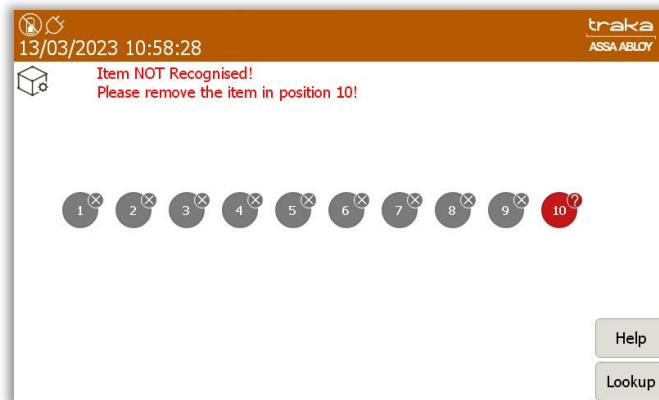 traka
13/03/2023 10:58:28
ASSA ABLOY
Item NOT Recognised!
Please remove the item in position 10!
1 2 3 4 5 6 7 8 9 10 ?
Help
Lookup